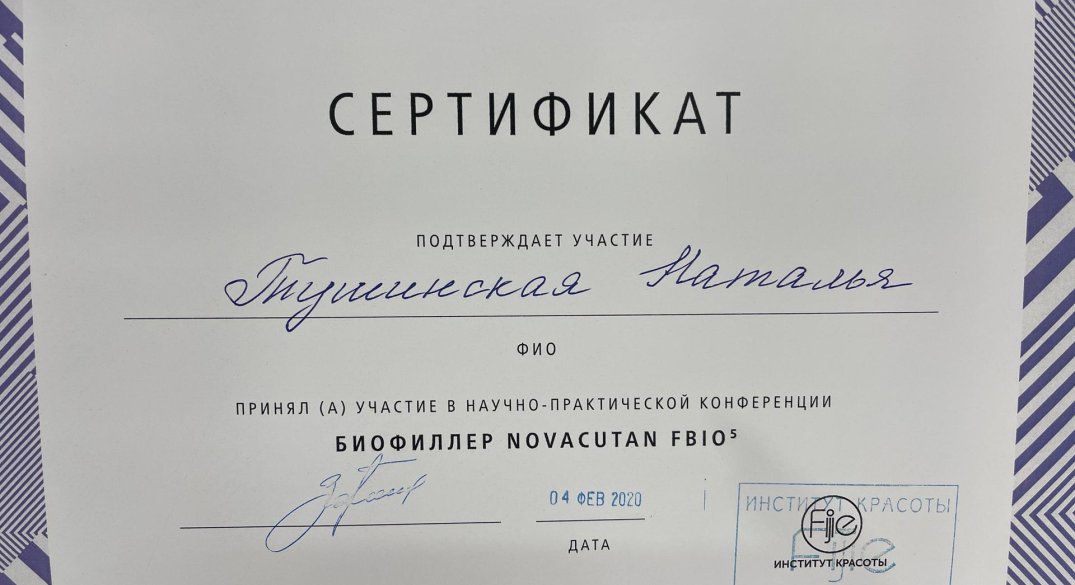 СЕРТИФИКАТ
ПОДТВЕРЖДАЕТ УЧАСТИЕ
Тушинская Наталья
ФИО
ПРИНЯЛ (А) УЧАСТИЕ В НАУЧНО-ПРАКТИЧЕСКОЙ КОНФЕРЕНЦИИ
БИОФИЛЛЕР NOVACUTAN FBIO⁵
04 ФЕВ 2020
ДАТА
ИНСТИТУТ КРАСОТЫ
Fijie
Fijie
ИНСТИТУТ КРАСОТЫ